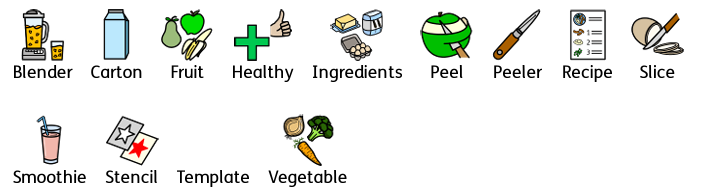 Blender Carton Fruit Healthy Ingredients Peel Peeler Recipe Slice
Smoothie Stencil Template Vegetable